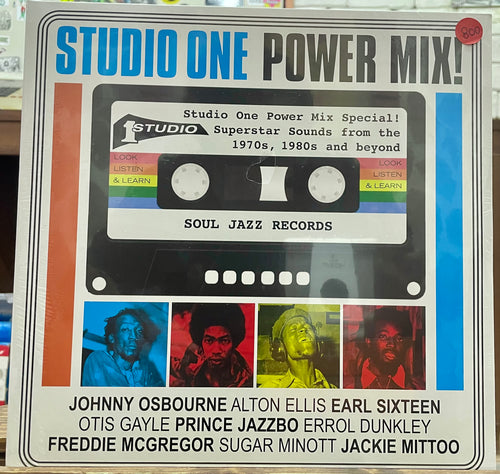 STUDIO ONE POWER MIX!
800
Studio One Power Mix Special!
1 STUDIO
Superstar Sounds from the
1970s, 1980s and beyond
LOOK
LISTEN
& LEARN
LOOK
LISTEN
& LEARN
SOUL JAZZ RECORDS
JOHNNY OSBOURNE ALTON ELLIS EARL SIXTEEN
OTIS GAYLE PRINCE JAZZBO ERROL DUNKLEY
FREDDIE MCGREGOR SUGAR MINOTT JACKIE MITTOO